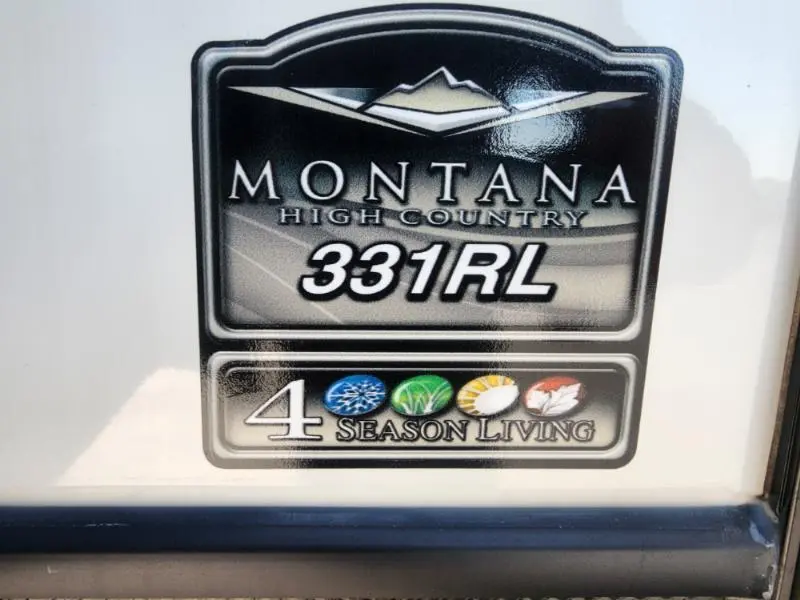 MONTANA
HIGH COUNTRY
331RL
4 SEASON LIVING